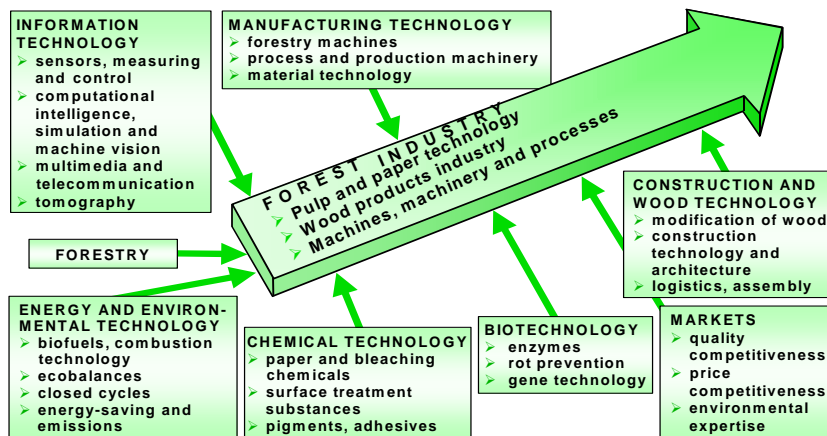 INFORMATION
TECHNOLOGY
sensors, measuring
and control
computational
intelligence,
simulation and
machine vision
multimedia and
telecommunication
tomography
MANUFACTURING TECHNOLOGY
forestry machines
process and production machinery
material technology
FOREST INDUSTRY
Pulp and paper technology
Wood products industry
Machines, machinery and processes
FORESTRY
ENERGY AND ENVIRON-
MENTAL TECHNOLOGY
biofuels, combustion
technology
ecobalances
closed cycles
energy-saving and
emissions
CHEMICAL TECHNOLOGY
paper and bleaching
chemicals
surface treatment
substances
pigments, adhesives
BIOTECHNOLOGY
enzymes
rot prevention
gene technology
CONSTRUCTION AND
WOOD TECHNOLOGY
modification of wood
construction
technology and
architecture
logistics, assembly
MARKETS
quality
competitiveness
price
competitiveness
environmental
expertise